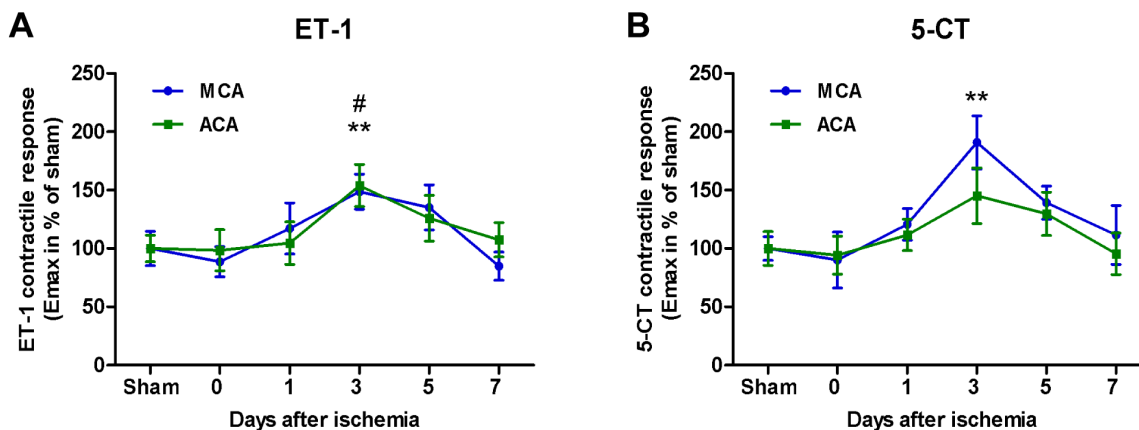 A
ET-1
ET-1 contractile response
(Emax in % of sham)
250
200
150
100
50
0
MCA
ACA
#
**
Sham 0 1 3 5 7
Days after ischemia
B
5-CT
5-CT contractile response
(Emax in % of sham)
250
200
150
100
50
0
MCA
ACA
**
Sham 0 1 3 5 7
Days after ischemia